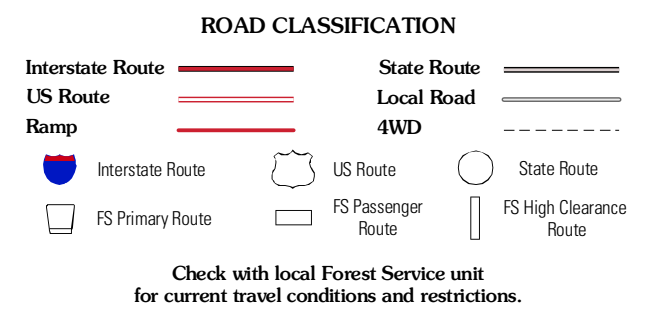 ROAD CLASSIFICATION
Interstate Route
State Route
US Route
Local Road
Ramp
4WD
Interstate Route
US Route
State Route
FS Primary Route
FS Passenger
Route
FS High Clearance
Route
Check with local Forest Service unit
for current travel conditions and restrictions.